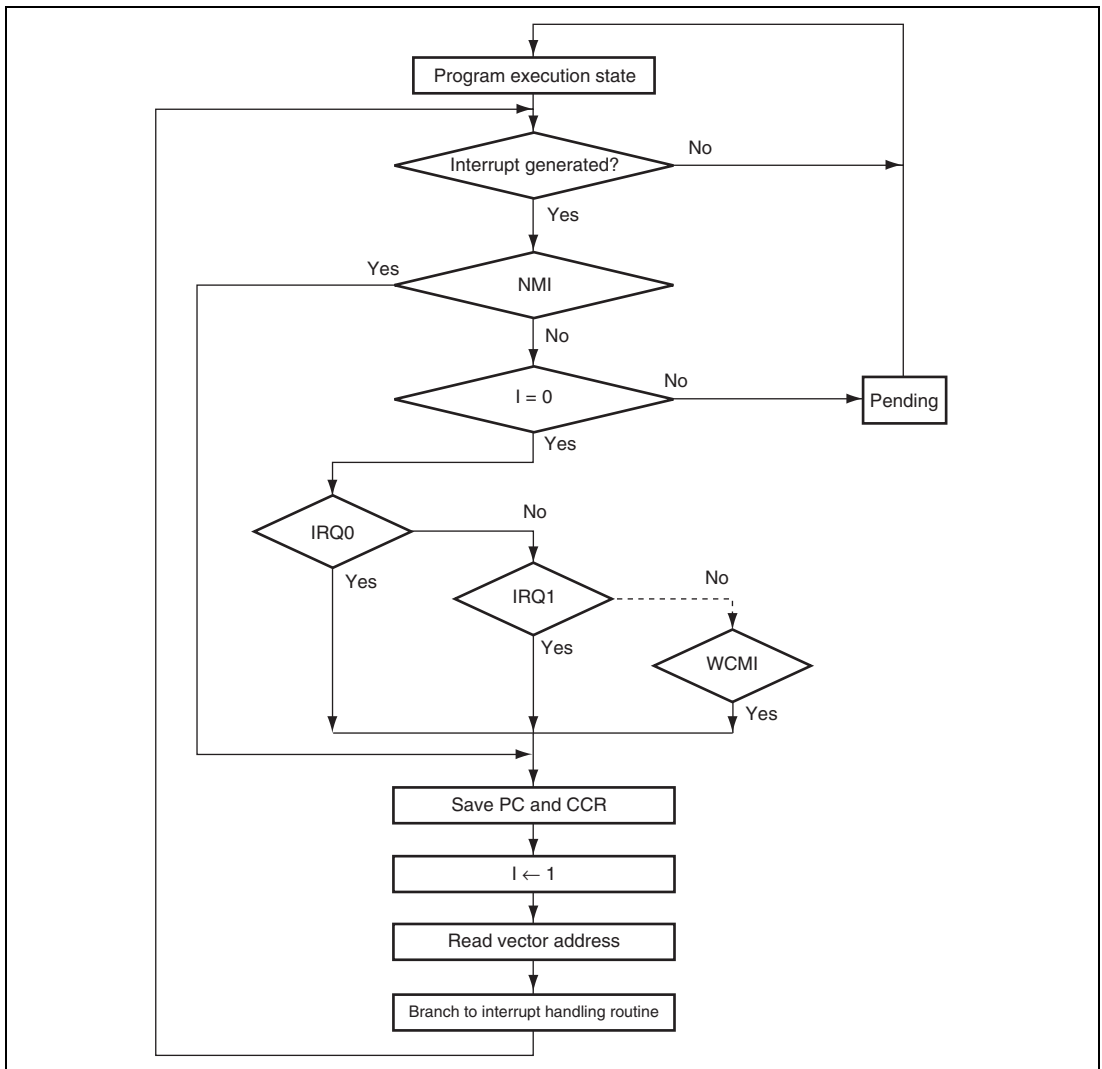 Program execution state
Interrupt generated?
No
Yes
Yes
NMI
No
I = 0
No
Pending
Yes
IRQ0
No
Yes
IRQ1
No
Yes
WCMI
Yes
Save PC and CCR
I ← 1
Read vector address
Branch to interrupt handling routine